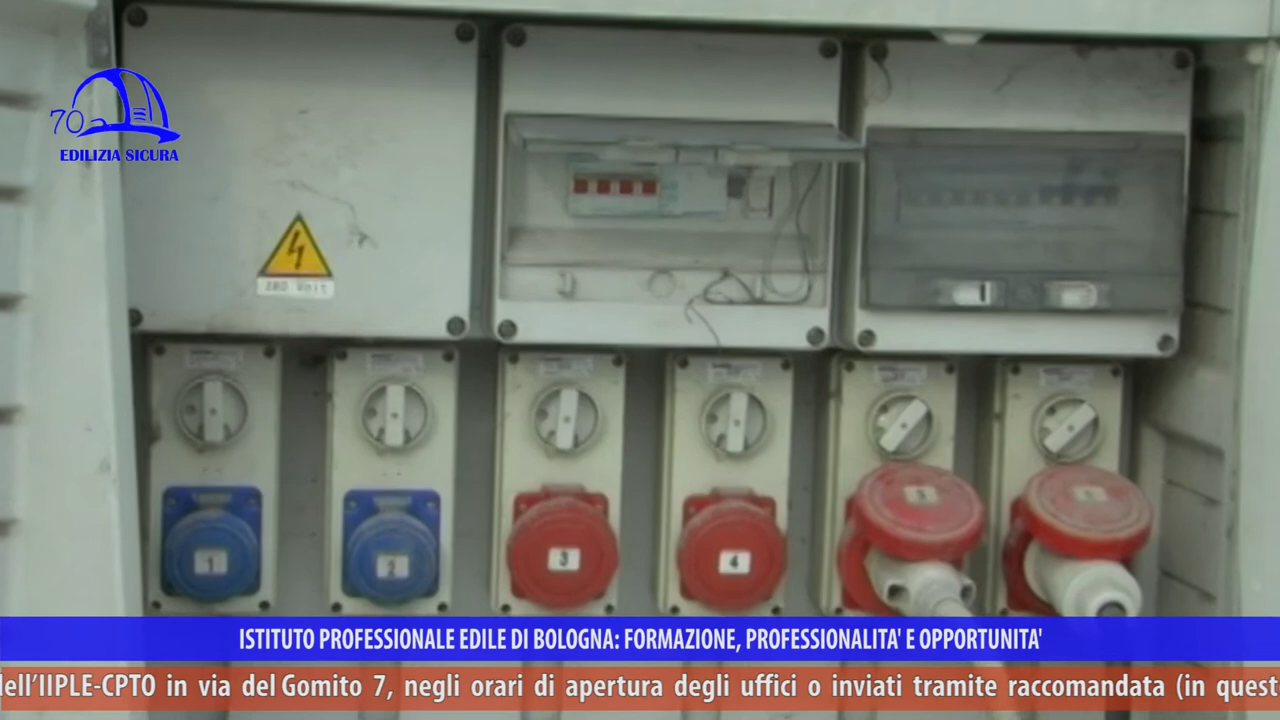 70
EDILIZIA SICURA
380 Volt
1
2
3
4
5
ISTITUTO PROFESSIONALE EDILE DI BOLOGNA: FORMAZIONE, PROFESSIONALITA' E OPPORTUNITA'
dell'IIPLE-CPTO in via del Gomito 7, negli orari di apertura degli uffici o inviati tramite raccomandata (in quest